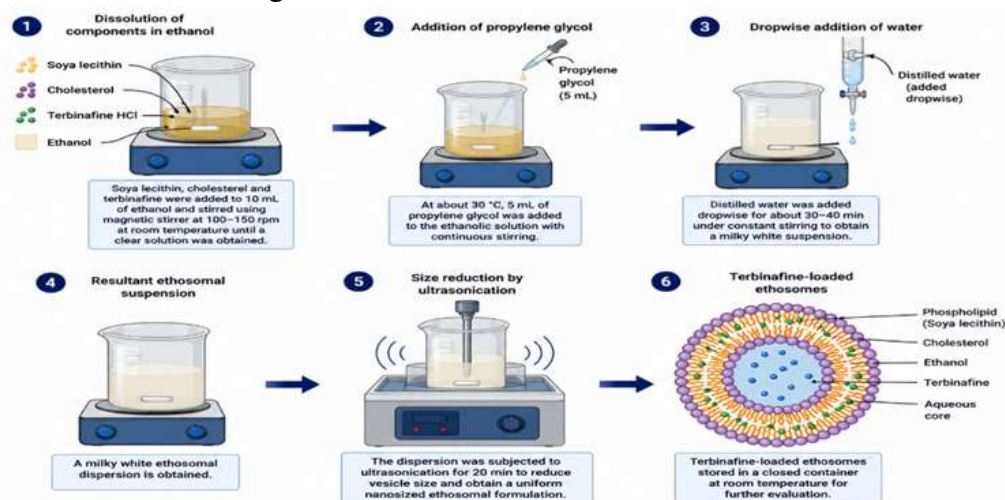 1 Dissolution of
components in ethanol
Soya lecithin
Cholesterol
Terbinafine HCl
Ethanol
Soya lecithin, cholesterel and
terbinafine were added to 10 mL
of ethanol and stirred using
magnetic stirrer at 100–150 rpm
at room temperature until a
clear solution was obtained.
2 Addition of propylene glycol
Propylene
glycol
(5 mL)
At about 30 °C, 5 mL of
propylene glycol was added
to the ethanolic solution with
continuous stirring.
3 Dropwise addition of water
Distilled water
(added
dropwise)
Distilled water was added
dropwise for about 30–40 min
under constant stirring to obtain
a milky white suspension.
4 Resultant ethosomal
suspension
A milky white ethosomal
dispersion is obtained.
5 Size reduction by
ultrasonication
The dispersion was subjected to
ultrasonication for 20 min to reduce
vesicle size and obtain a uniform
nanosized ethosomal formulation.
6 Terbinafine-loaded
ethosomes
Phospholipid
(Soya lecithin)
Cholesterol
Ethanol
Terbinafine
Aqueous
core
Terbinafine-loaded ethosomes
stored in a closed container
at room temperature for
further evaluation.